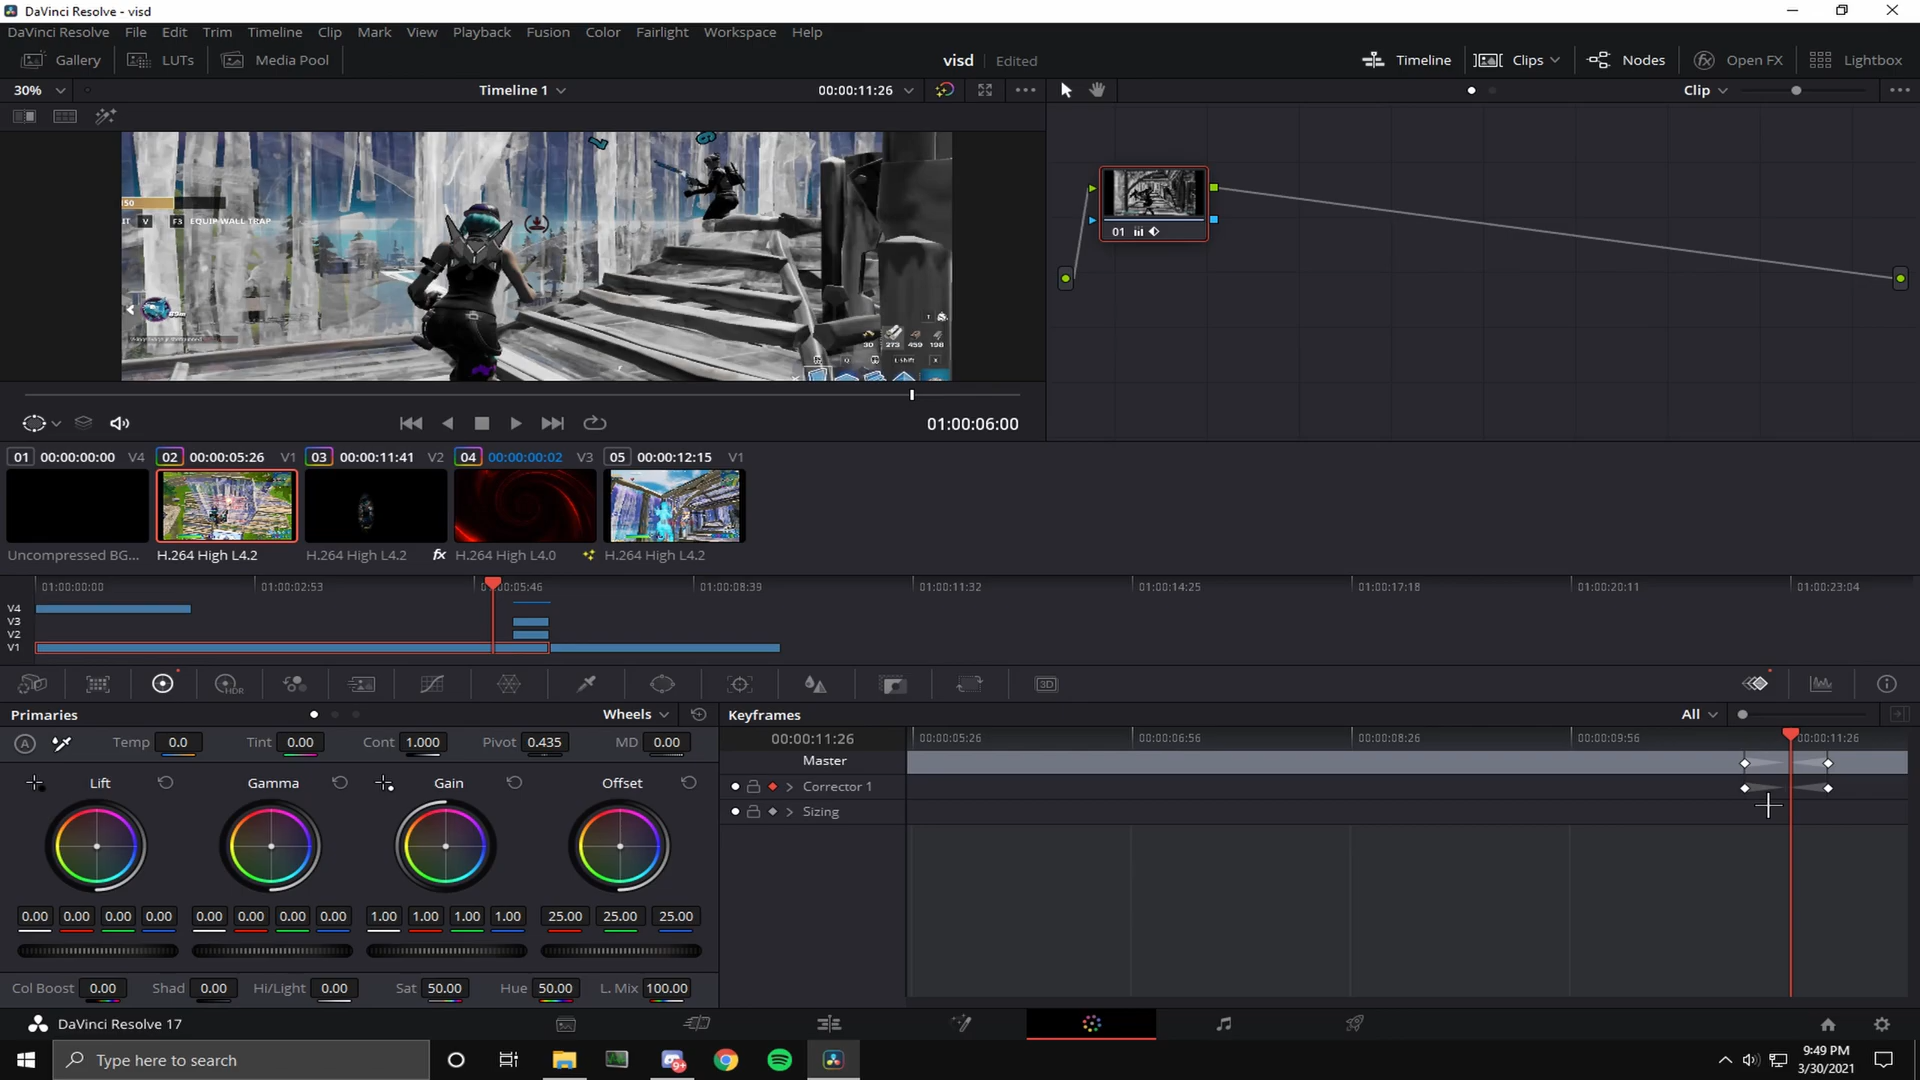 DaVinci Resolve - visd
DaVinci Resolve File Edit Trim Timeline Clip Mark View Playback Fusion Color Fairlight Workspace Help
Gallery LUTs Media Pool visd Edited Timeline Clips Nodes Open FX Lightbox
30% Timeline 1 00:00:11:26 Clip
150
V F3 EQUIP WALL TRAP
30 273 459 198
Q L-Shift X
01
01:00:06:00
01 00:00:00:00 V4 02 00:00:05:26 V1 03 00:00:11:41 V2 04 00:00:00:02 V3 05 00:00:12:15 V1
Uncompressed BG... H.264 High L4.2 H.264 High L4.2 fx H.264 High L4.0 H.264 High L4.2
01:00:00:00 01:00:02:53 01:00:05:46 01:00:08:39 01:00:11:32 01:00:14:25 01:00:17:18 01:00:20:11 01:00:23:04
V4
V3
V2
V1
HDR 3D
Primaries Wheels Keyframes All
A Temp 0.0 Tint 0.00 Cont 1.000 Pivot 0.435 MD 0.00
00:00:11:26 00:00:05:26 00:00:06:56 00:00:08:26 00:00:09:56 00:00:11:26
Master
Lift Gamma Gain Offset
Corrector 1
Sizing
0.00 0.00 0.00 0.00 0.00 0.00 0.00 0.00 1.00 1.00 1.00 1.00 25.00 25.00 25.00
Col Boost 0.00 Shad 0.00 Hi/Light 0.00 Sat 50.00 Hue 50.00 L. Mix 100.00
DaVinci Resolve 17
Type here to search
9+
9:49 PM
3/30/2021